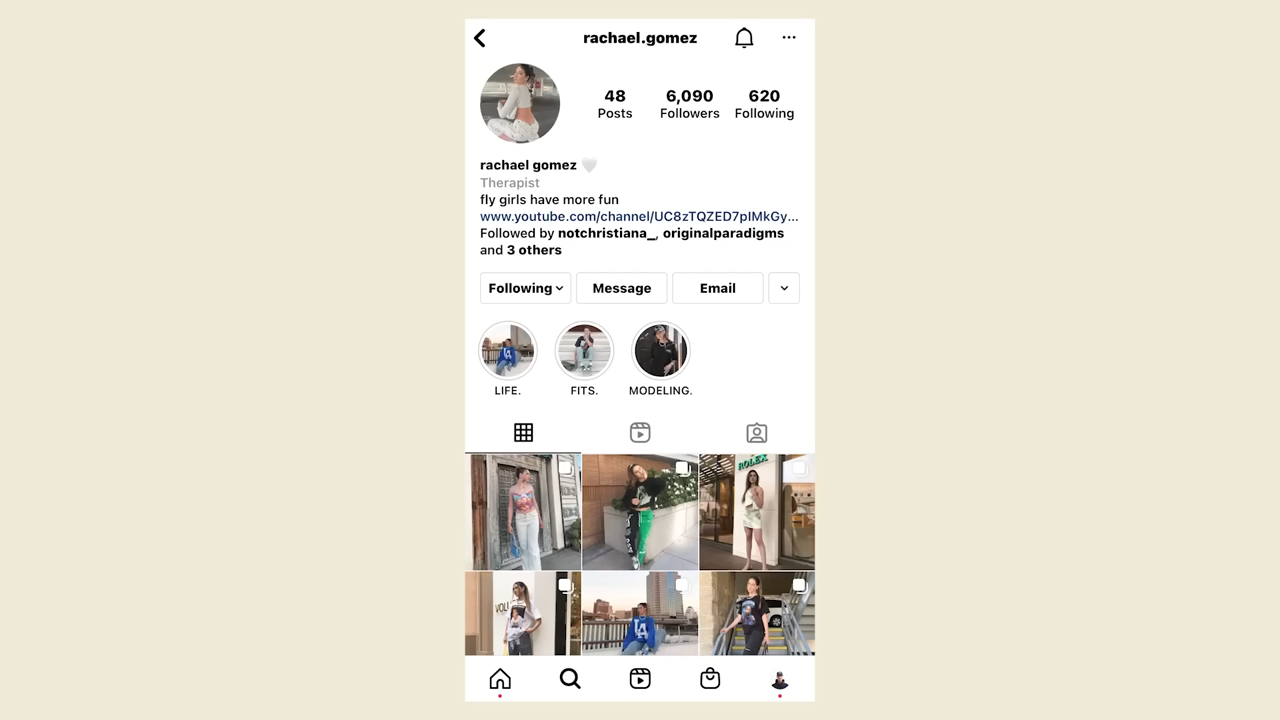 rachael.gomez
48
6,090
620
Posts
Followers
Following
rachael gomez 🤍
Therapist
fly girls have more fun
www.youtube.com/channel/UC8zTQZED7pIMkGy...
Followed by notchristiana_, originalparadigms
and 3 others
Following
Message
Email
LIFE.
FITS.
MODELING.
ROLEX
LA